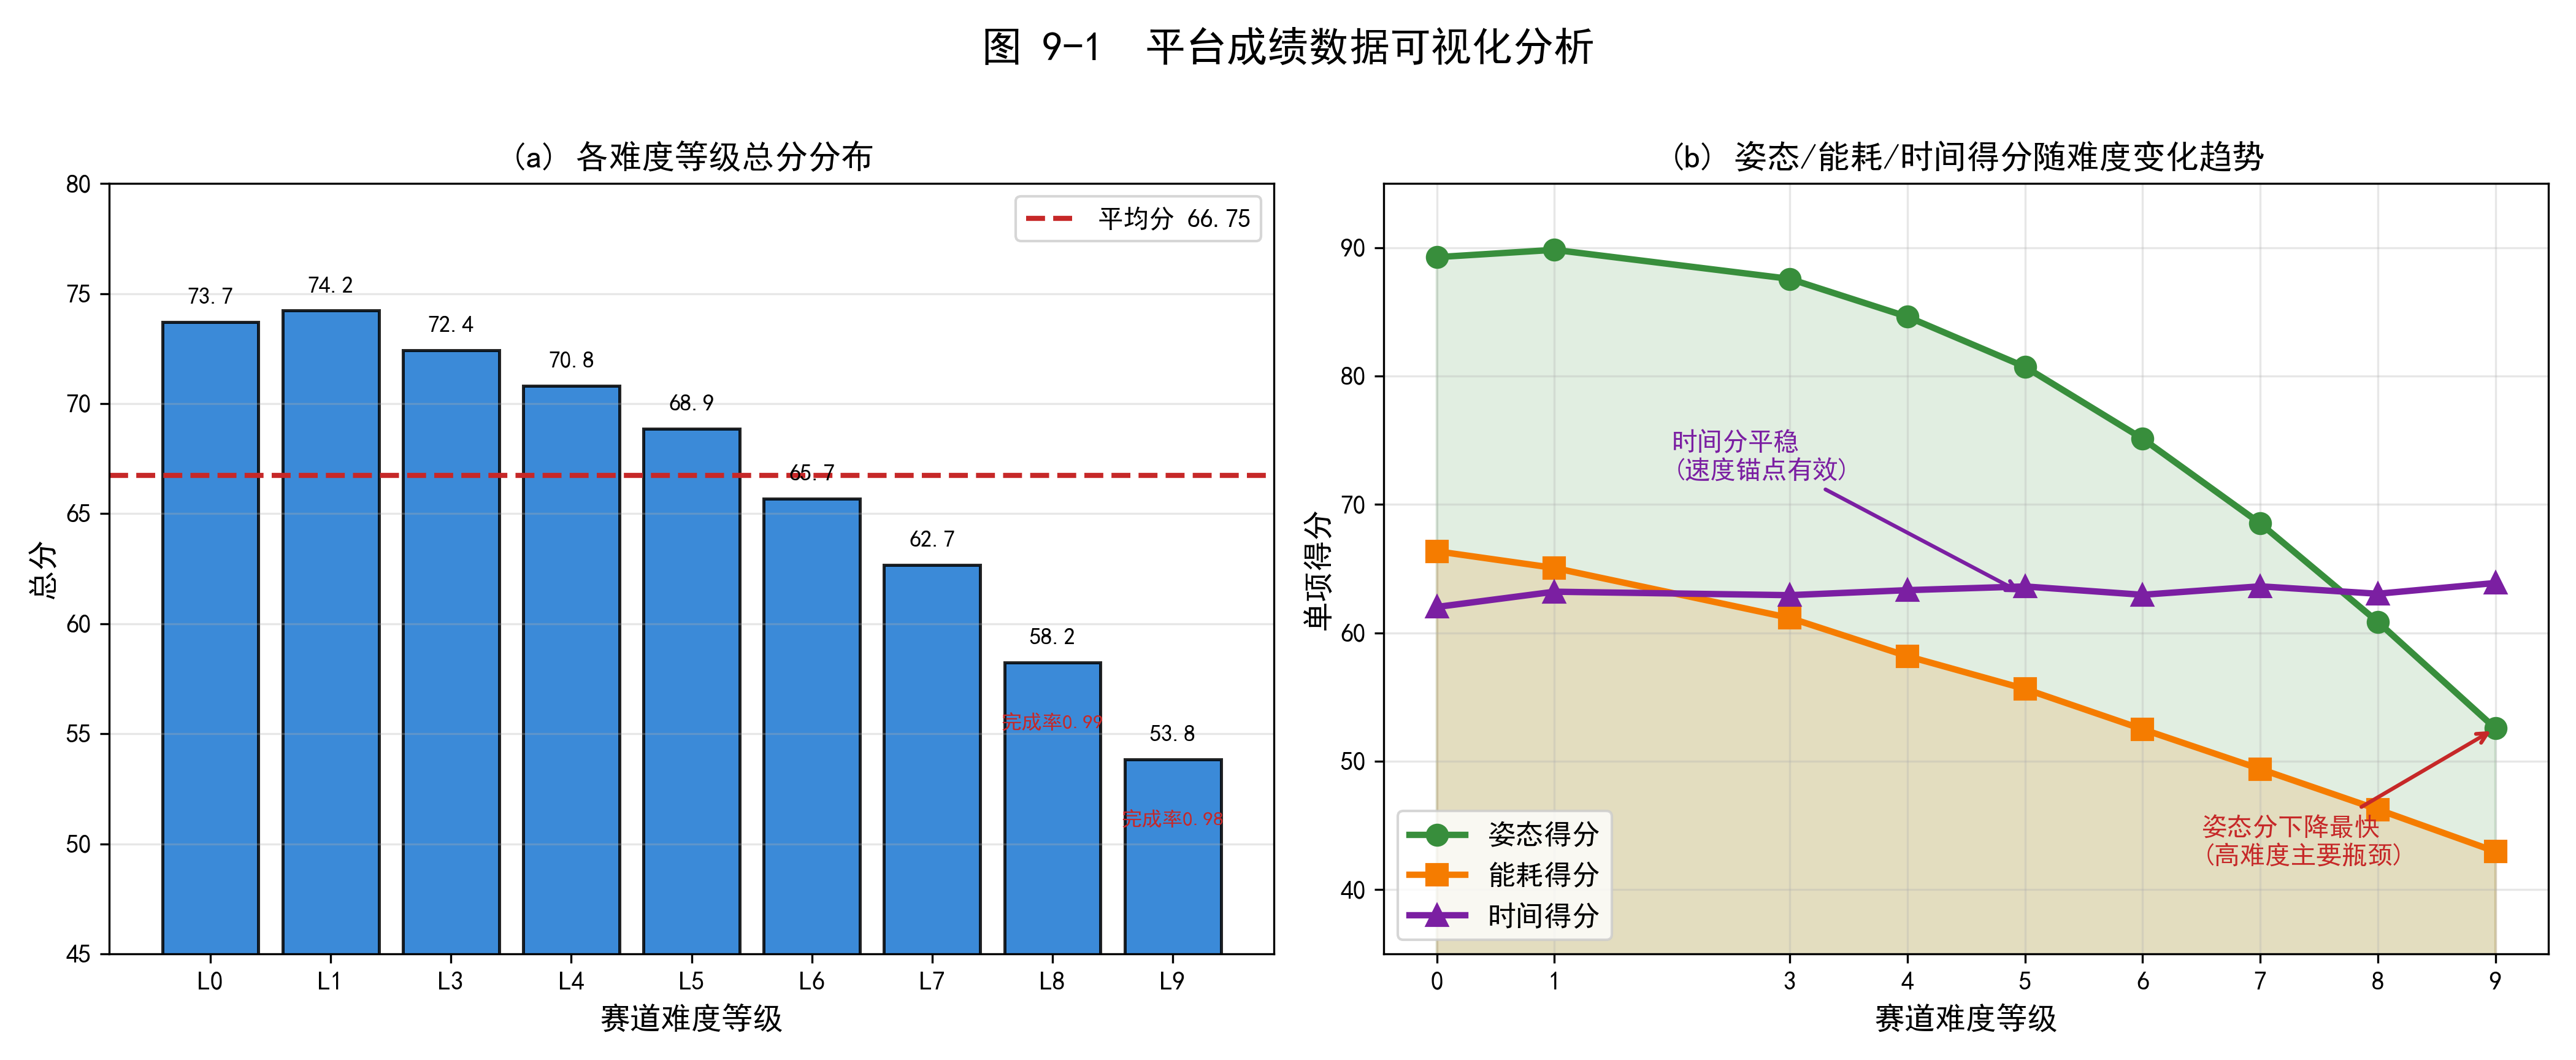 图 9-1 平台成绩数据可视化分析
(a) 各难度等级总分分布
80
75
70
65
60
55
50
45
总分
平均分 66.75
73.7
74.2
72.4
70.8
68.9
65.7
62.7
58.2
53.8
完成率0.99
完成率0.98
L0 L1 L3 L4 L5 L6 L7 L8 L9
赛道难度等级
(b) 姿态/能耗/时间得分随难度变化趋势
90
80
70
60
50
40
单项得分
时间分平稳
(速度锚点有效)
姿态分下降最快
(高难度主要瓶颈)
姿态得分
能耗得分
时间得分
0 1 3 4 5 6 7 8 9
赛道难度等级